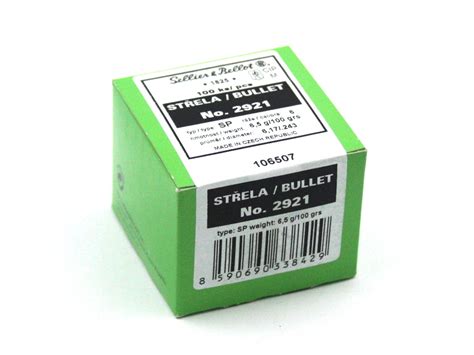 Sellier & Bellot
• 1825 •
100 ks/pcs
STŘELA / BULLET
No. 2921
typ/type SP ráže/calibre 6
hmotnost/weight 6,5 g/100 grs
průměr/diameter 6.17/.243
MADE IN CZECH REPUBLIC
106507
STŘELA / BULLET
No. 2921
type: SP weight: 6,5 g/100 grs
8 590690 338429